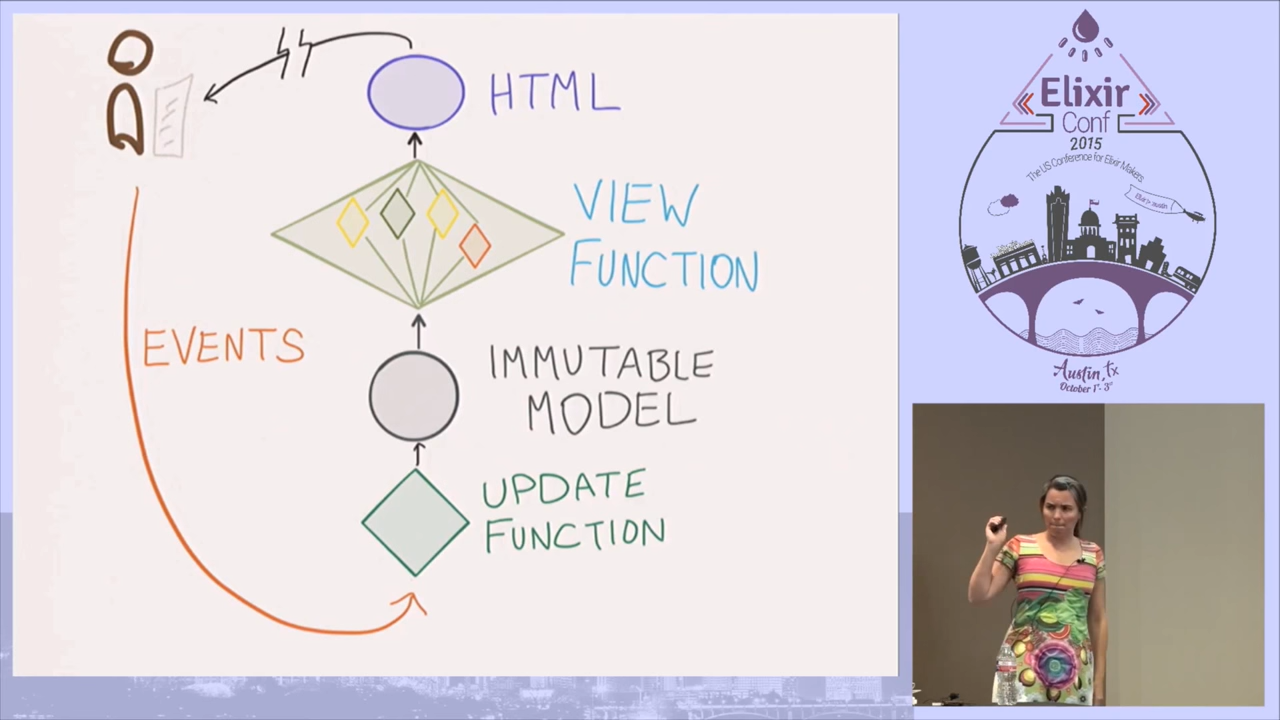 HTML
VIEW
FUNCTION
EVENTS
IMMUTABLE
MODEL
UPDATE
FUNCTION
Elixir
Conf
2015
The US Conference for Elixir Makers
Austin, tx
October 1st - 3rd